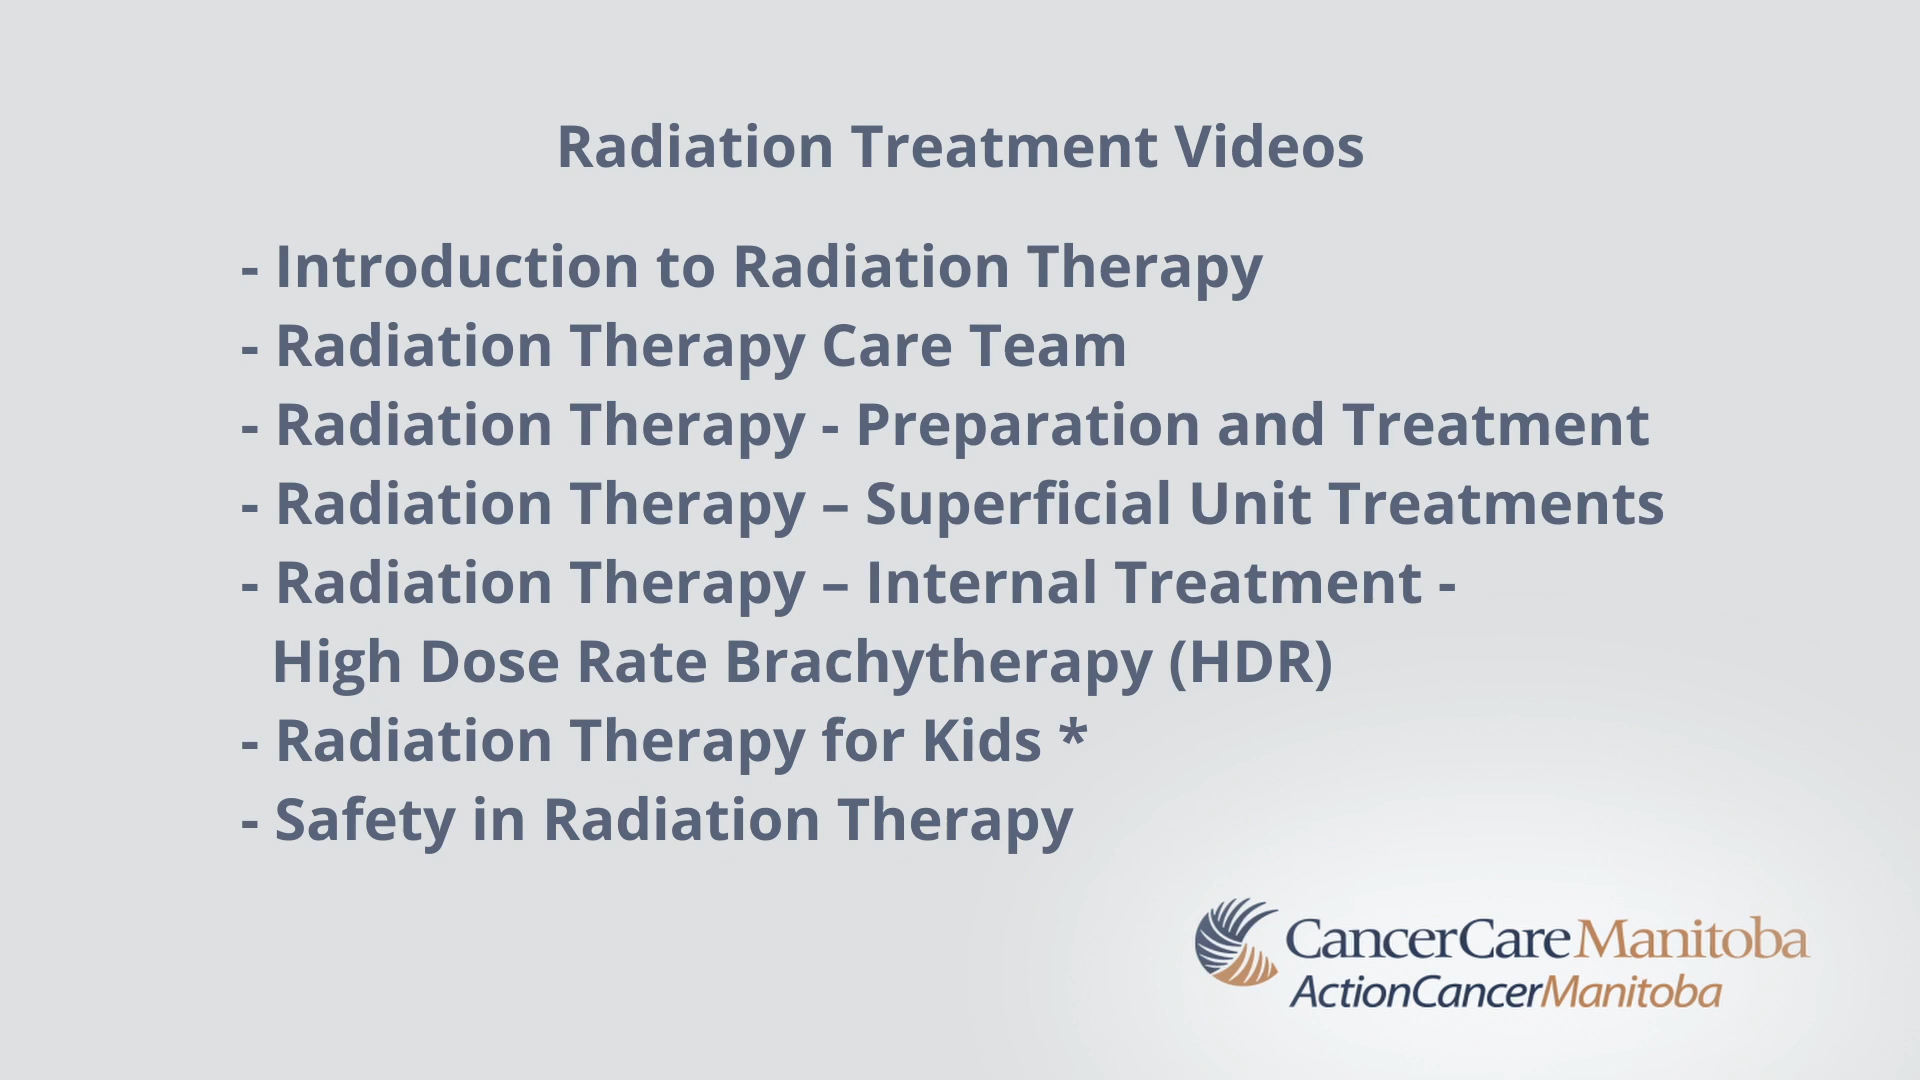 Radiation Treatment Videos
- Introduction to Radiation Therapy
- Radiation Therapy Care Team
- Radiation Therapy - Preparation and Treatment
- Radiation Therapy – Superficial Unit Treatments
- Radiation Therapy – Internal Treatment -
High Dose Rate Brachytherapy (HDR)
- Radiation Therapy for Kids *
- Safety in Radiation Therapy
CancerCare Manitoba
ActionCancerManitoba